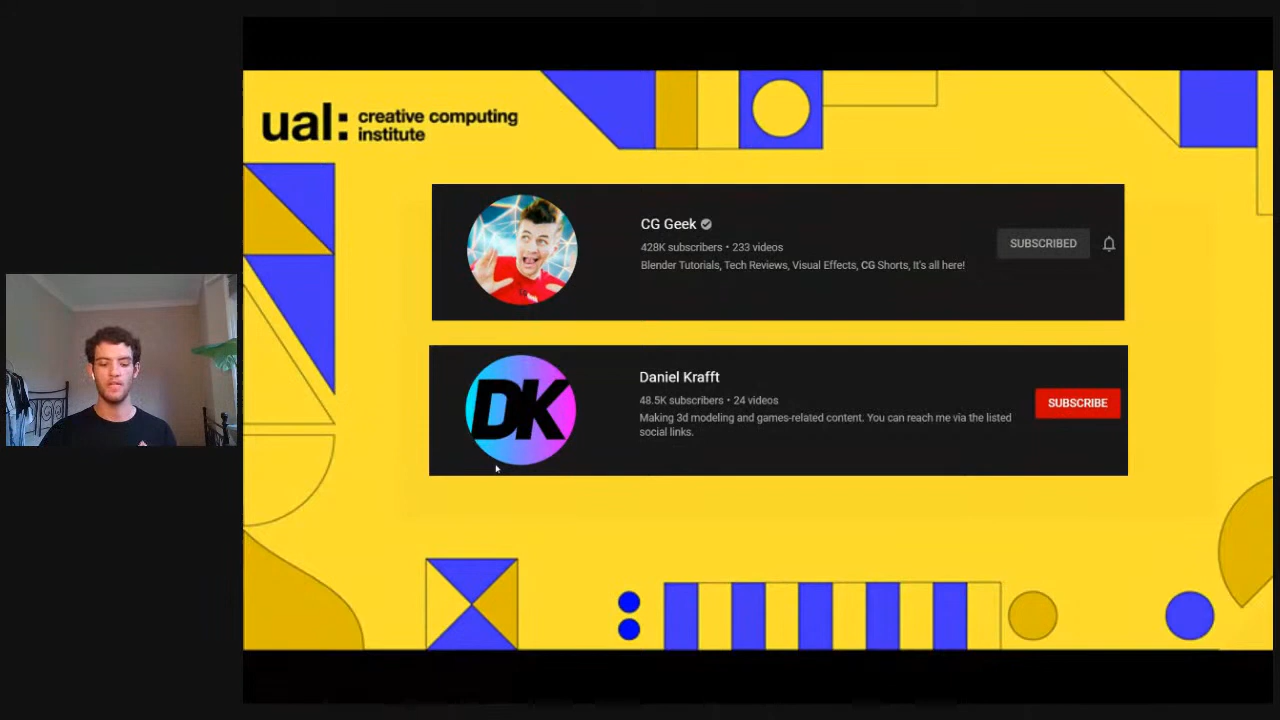 ual: creative computing
institute
CG Geek
428K subscribers • 233 videos
Blender Tutorials, Tech Reviews, Visual Effects, CG Shorts, It's all here!
SUBSCRIBED
DK
Daniel Krafft
48.5K subscribers • 24 videos
Making 3d modeling and games-related content. You can reach me via the listed
social links.
SUBSCRIBE